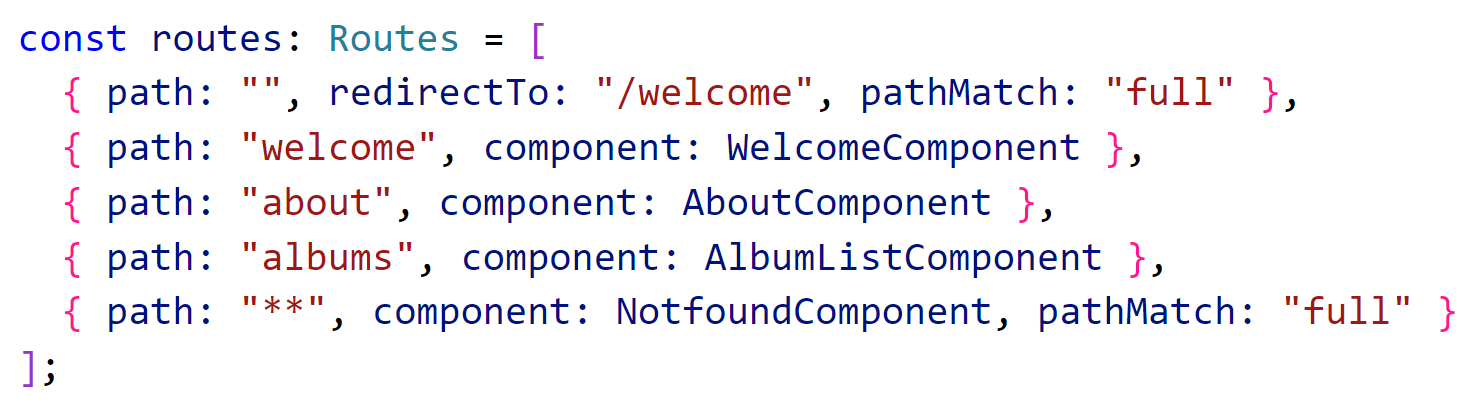 const routes: Routes = [
  { path: "", redirectTo: "/welcome", pathMatch: "full" },
  { path: "welcome", component: WelcomeComponent },
  { path: "about", component: AboutComponent },
  { path: "albums", component: AlbumListComponent },
  { path: "**", component: NotfoundComponent, pathMatch: "full" }
];